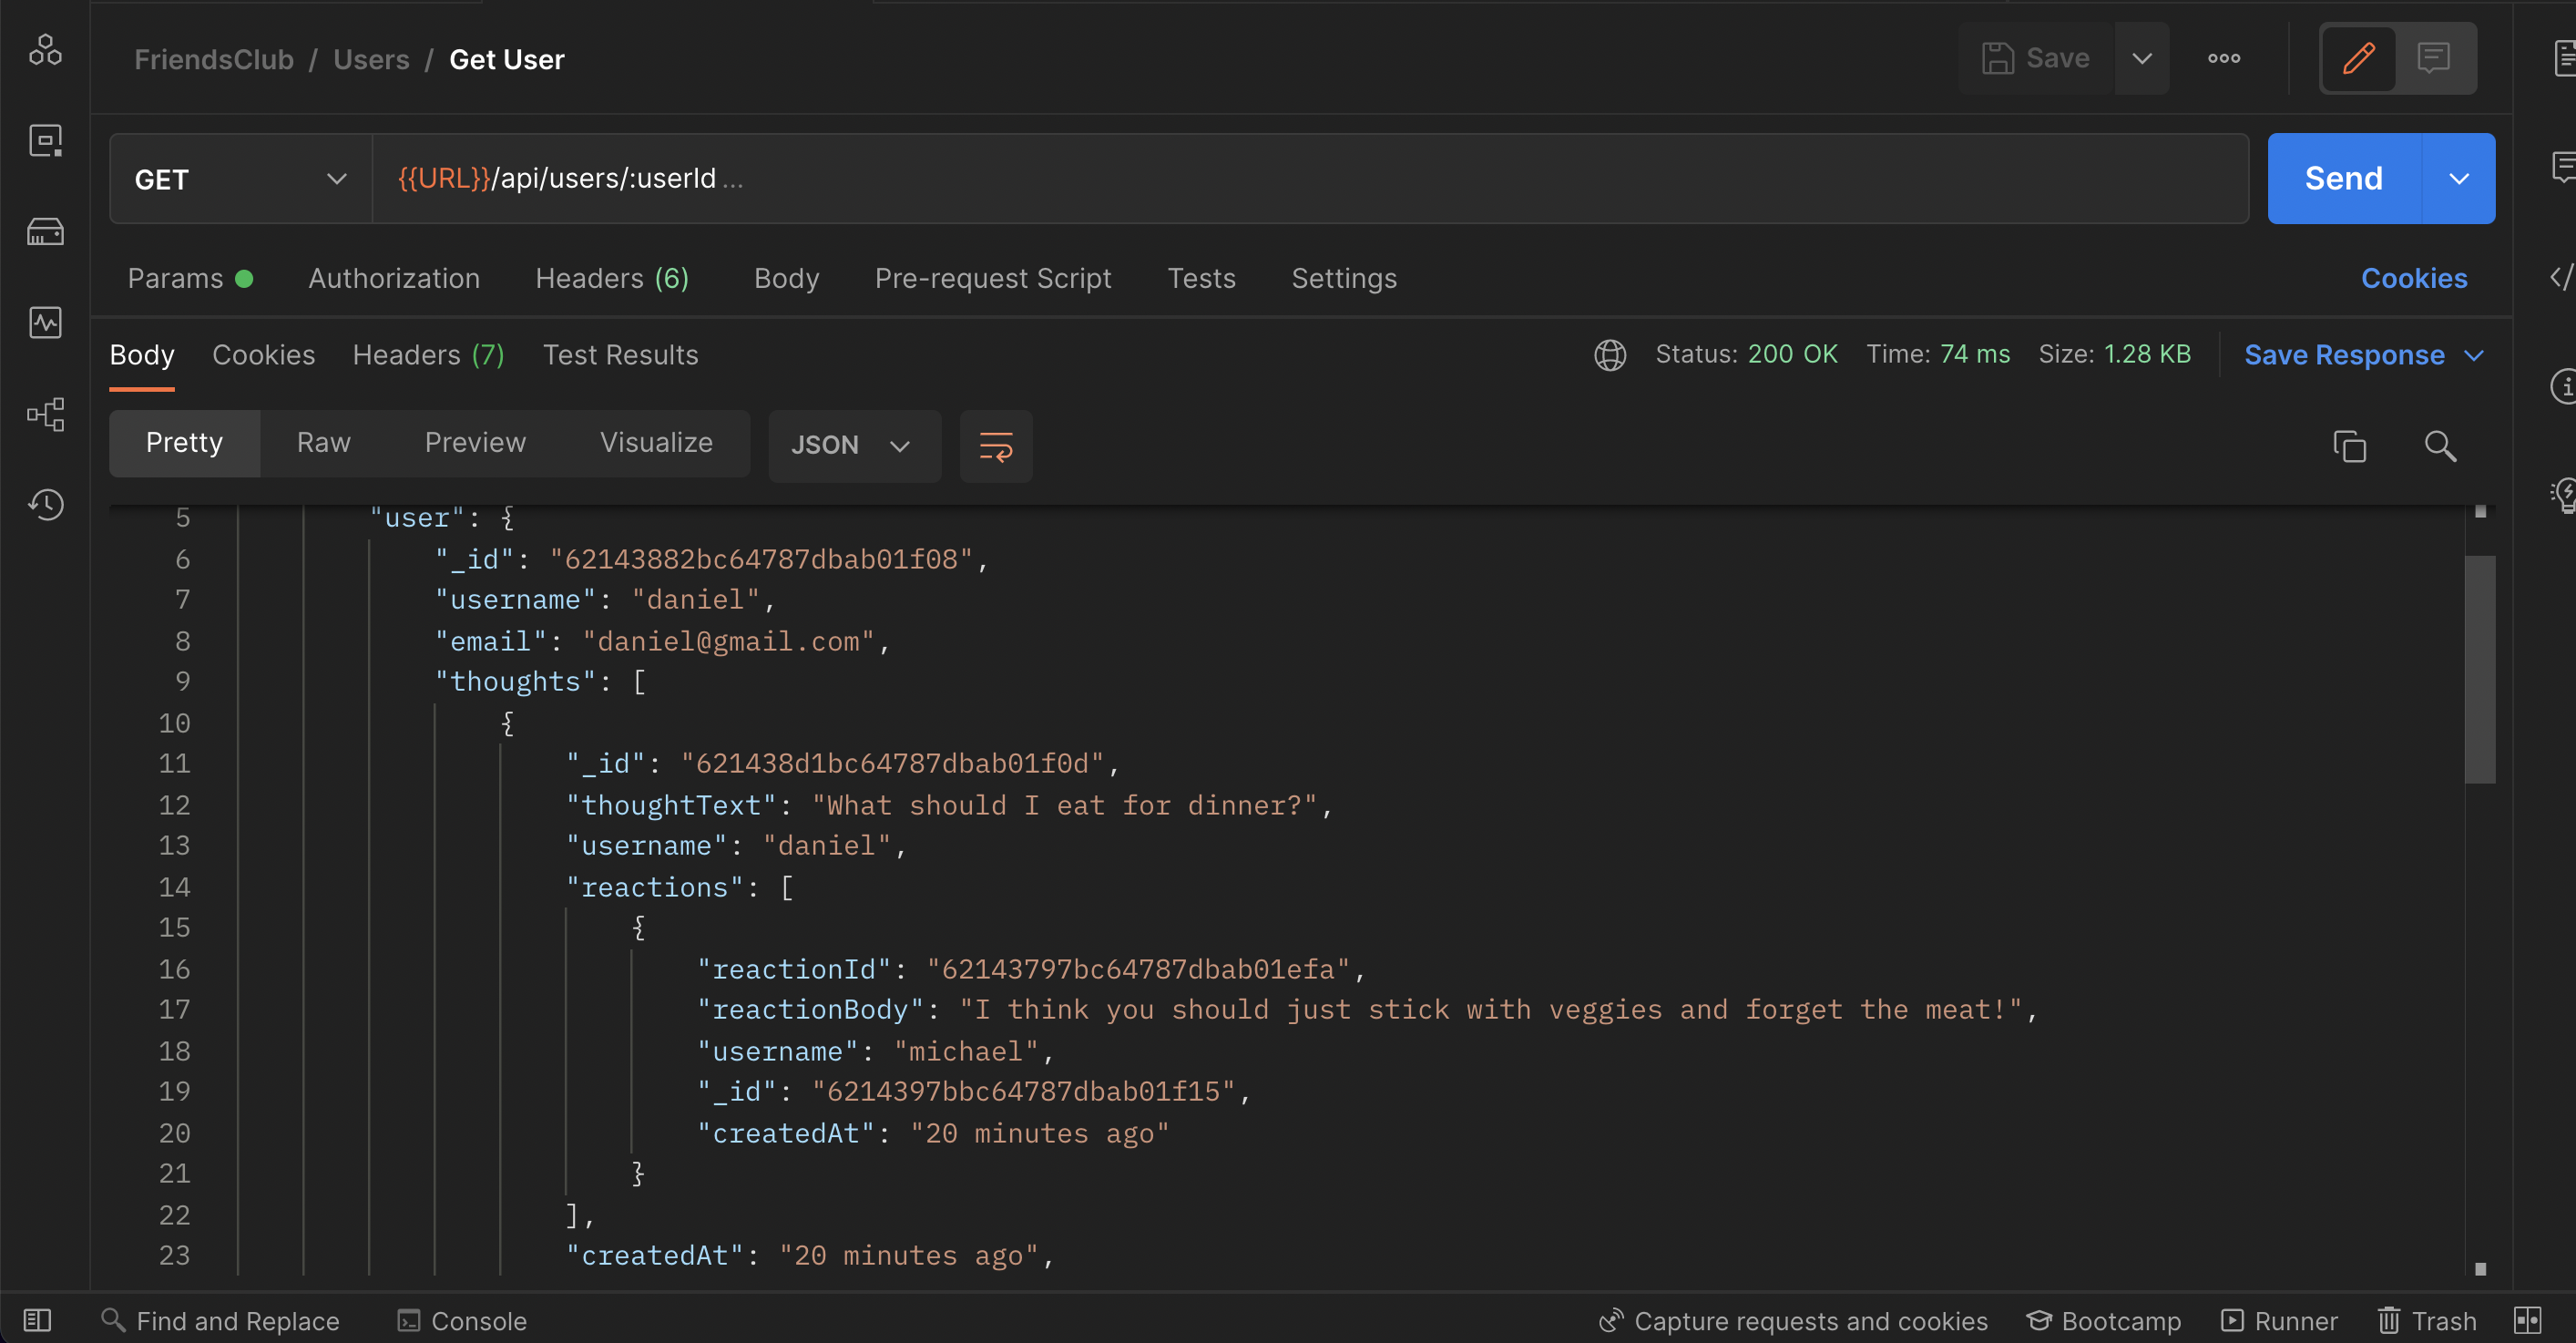 FriendsClub / Users / Get User
Save
GET
{{URL}}/api/users/:userId ...
Send
Params Authorization Headers (6) Body Pre-request Script Tests Settings Cookies
Body Cookies Headers (7) Test Results Status: 200 OK Time: 74 ms Size: 1.28 KB Save Response
Pretty Raw Preview Visualize JSON
5 "user": {
6 "_id": "62143882bc64787dbab01f08",
7 "username": "daniel",
8 "email": "daniel@gmail.com",
9 "thoughts": [
10 {
11 "_id": "621438d1bc64787dbab01f0d",
12 "thoughtText": "What should I eat for dinner?",
13 "username": "daniel",
14 "reactions": [
15 {
16 "reactionId": "62143797bc64787dbab01efa",
17 "reactionBody": "I think you should just stick with veggies and forget the meat!",
18 "username": "michael",
19 "_id": "6214397bbc64787dbab01f15",
20 "createdAt": "20 minutes ago"
21 }
22 ],
23 "createdAt": "20 minutes ago",
Find and Replace Console Capture requests and cookies Bootcamp Runner Trash